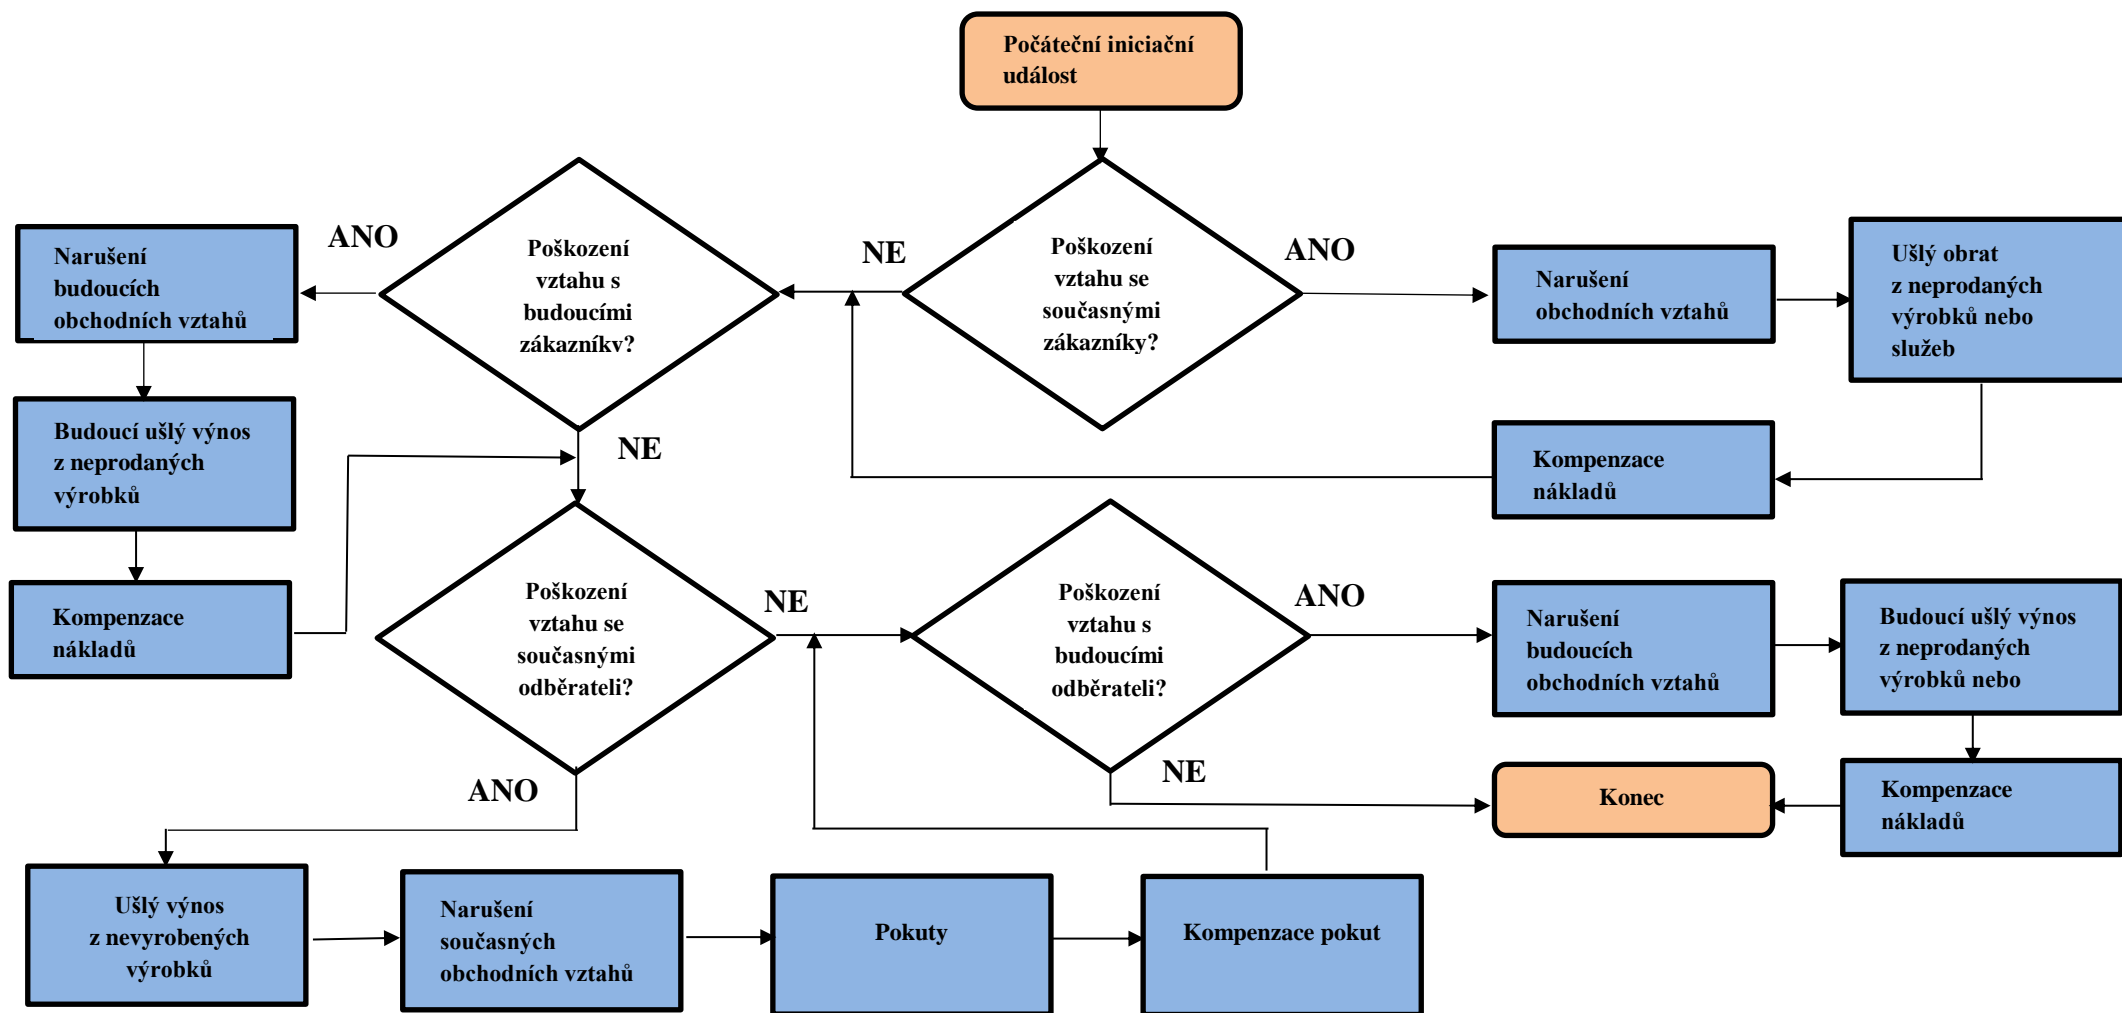 Počáteční iniciační
událost
ANO
Poškození
vztahu s
budoucími
zákazníkv?
NE
Poškození
vztahu se
současnými
zákazníky?
ANO
Narušení
budoucích
obchodních vztahů
Narušení
obchodních vztahů
Ušlý obrat
z neprodaných
výrobků nebo
služeb
Budoucí ušlý výnos
z neprodaných
výrobků
NE
Kompenzace
nákladů
Kompenzace
nákladů
Poškození
vztahu se
současnými
odběrateli?
NE
Poškození
vztahu s
budoucími
odběrateli?
ANO
Narušení
budoucích
obchodních vztahů
Budoucí ušlý výnos
z neprodaných
výrobků nebo
ANO
NE
Konec
Kompenzace
nákladů
Ušlý výnos
z nevyrobených
výrobků
Narušení
současných
obchodních vztahů
Pokuty
Kompenzace pokut